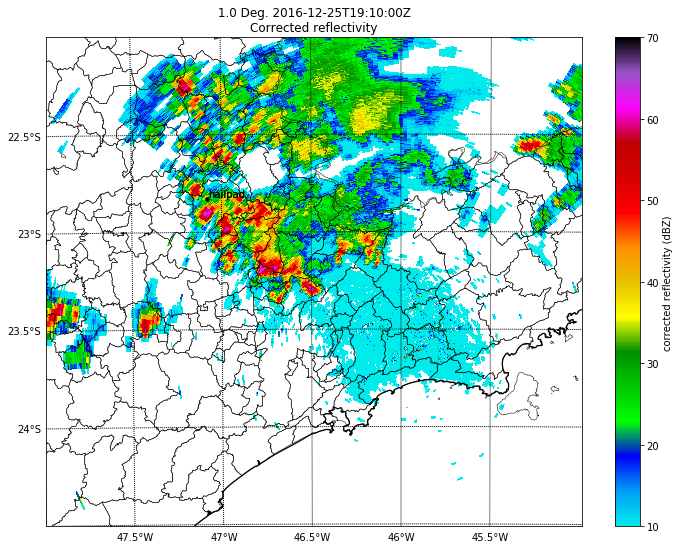 1.0 Deg. 2016-12-25T19:10:00Z
Corrected reflectivity
22.5°S
23°S
23.5°S
24°S
47.5°W
47°W
46.5°W
46°W
45.5°W
hailpad
70
60
50
40
30
20
10
corrected reflectivity (dBZ)